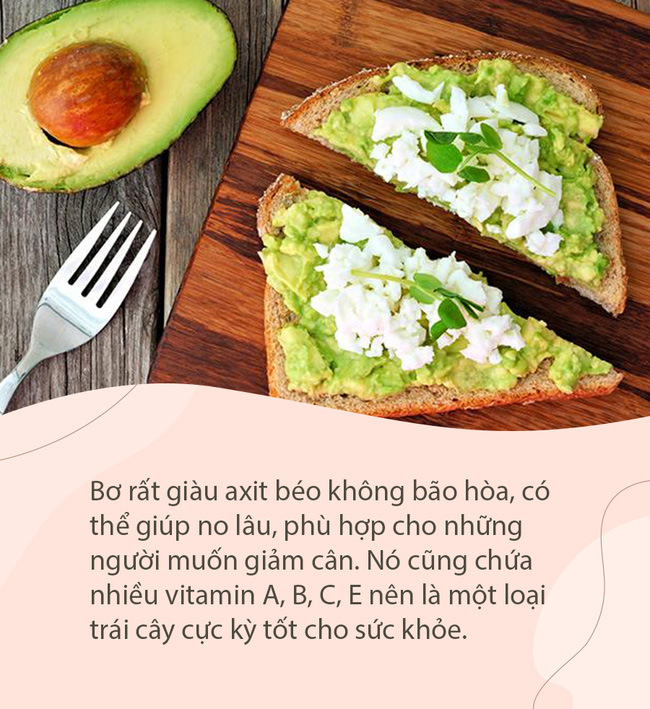 Bơ rất giàu axit béo không bão hòa, có
thể giúp no lâu, phù hợp cho những
người muốn giảm cân. Nó cũng chứa
nhiều vitamin A, B, C, E nên là một loại
trái cây cực kỳ tốt cho sức khỏe.